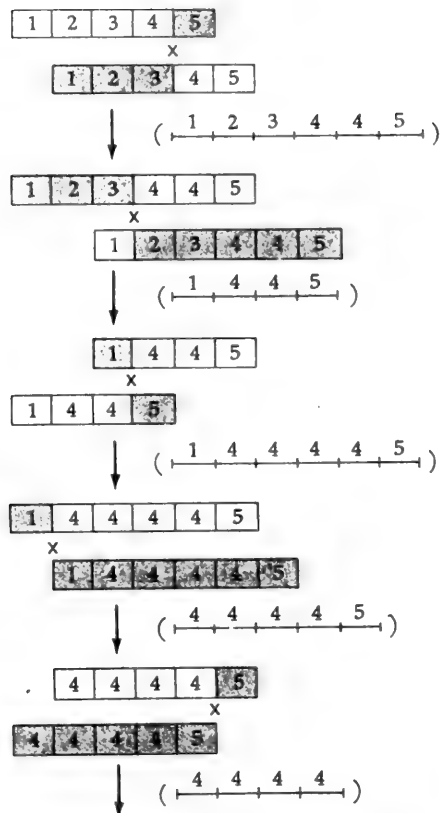 1 2 3 4 5
x
1 2 3 4 5
( 1 2 3 4 4 5 )
1 2 3 4 4 5
x
1 2 3 4 4 5
( 1 4 4 5 )
1 4 4 5
x
1 4 4 5
( 1 4 4 4 4 5 )
1 4 4 4 4 5
x
1 4 4 4 4 5
( 4 4 4 4 5 )
4 4 4 4 5
x
4 4 4 4 5
( 4 4 4 4 )